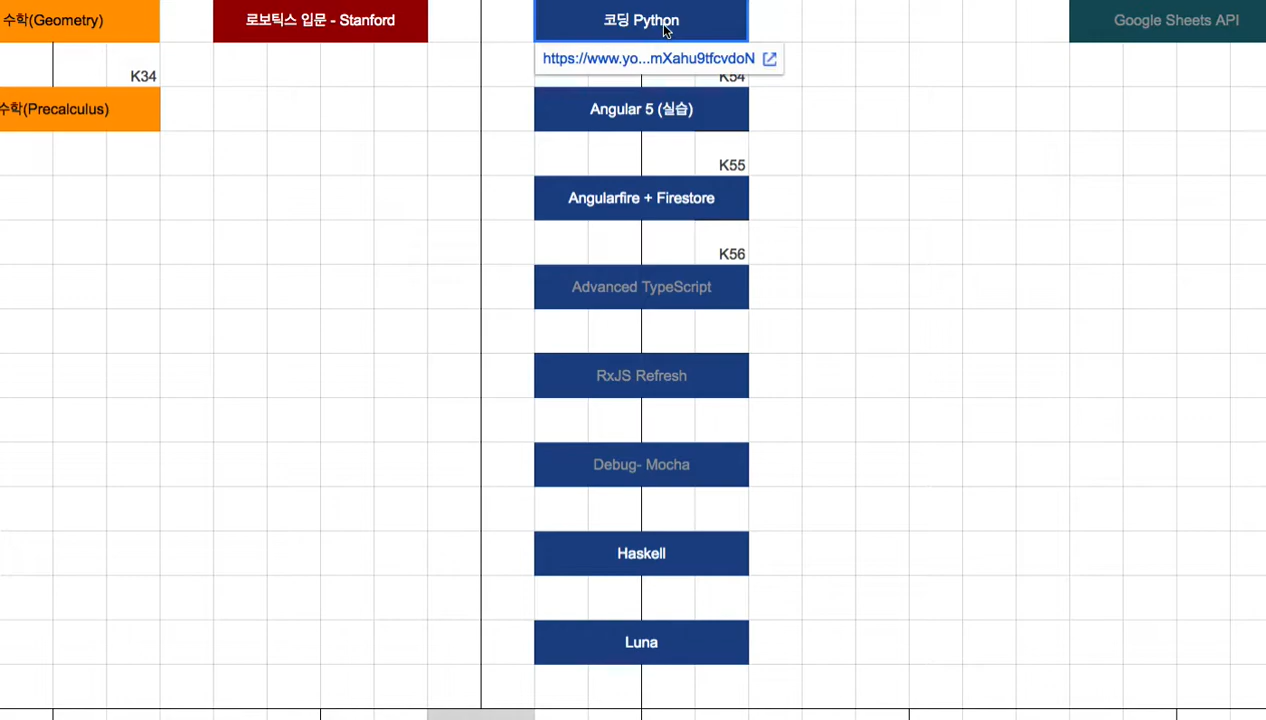 수학(Geometry)
로보틱스 입문 - Stanford
코딩 Python
Google Sheets API
https://www.yo...mXahu9tfcvdoN
K34
K54
수학(Precalculus)
Angular 5 (실습)
K55
Angularfire + Firestore
K56
Advanced TypeScript
RxJS Refresh
Debug- Mocha
Haskell
Luna